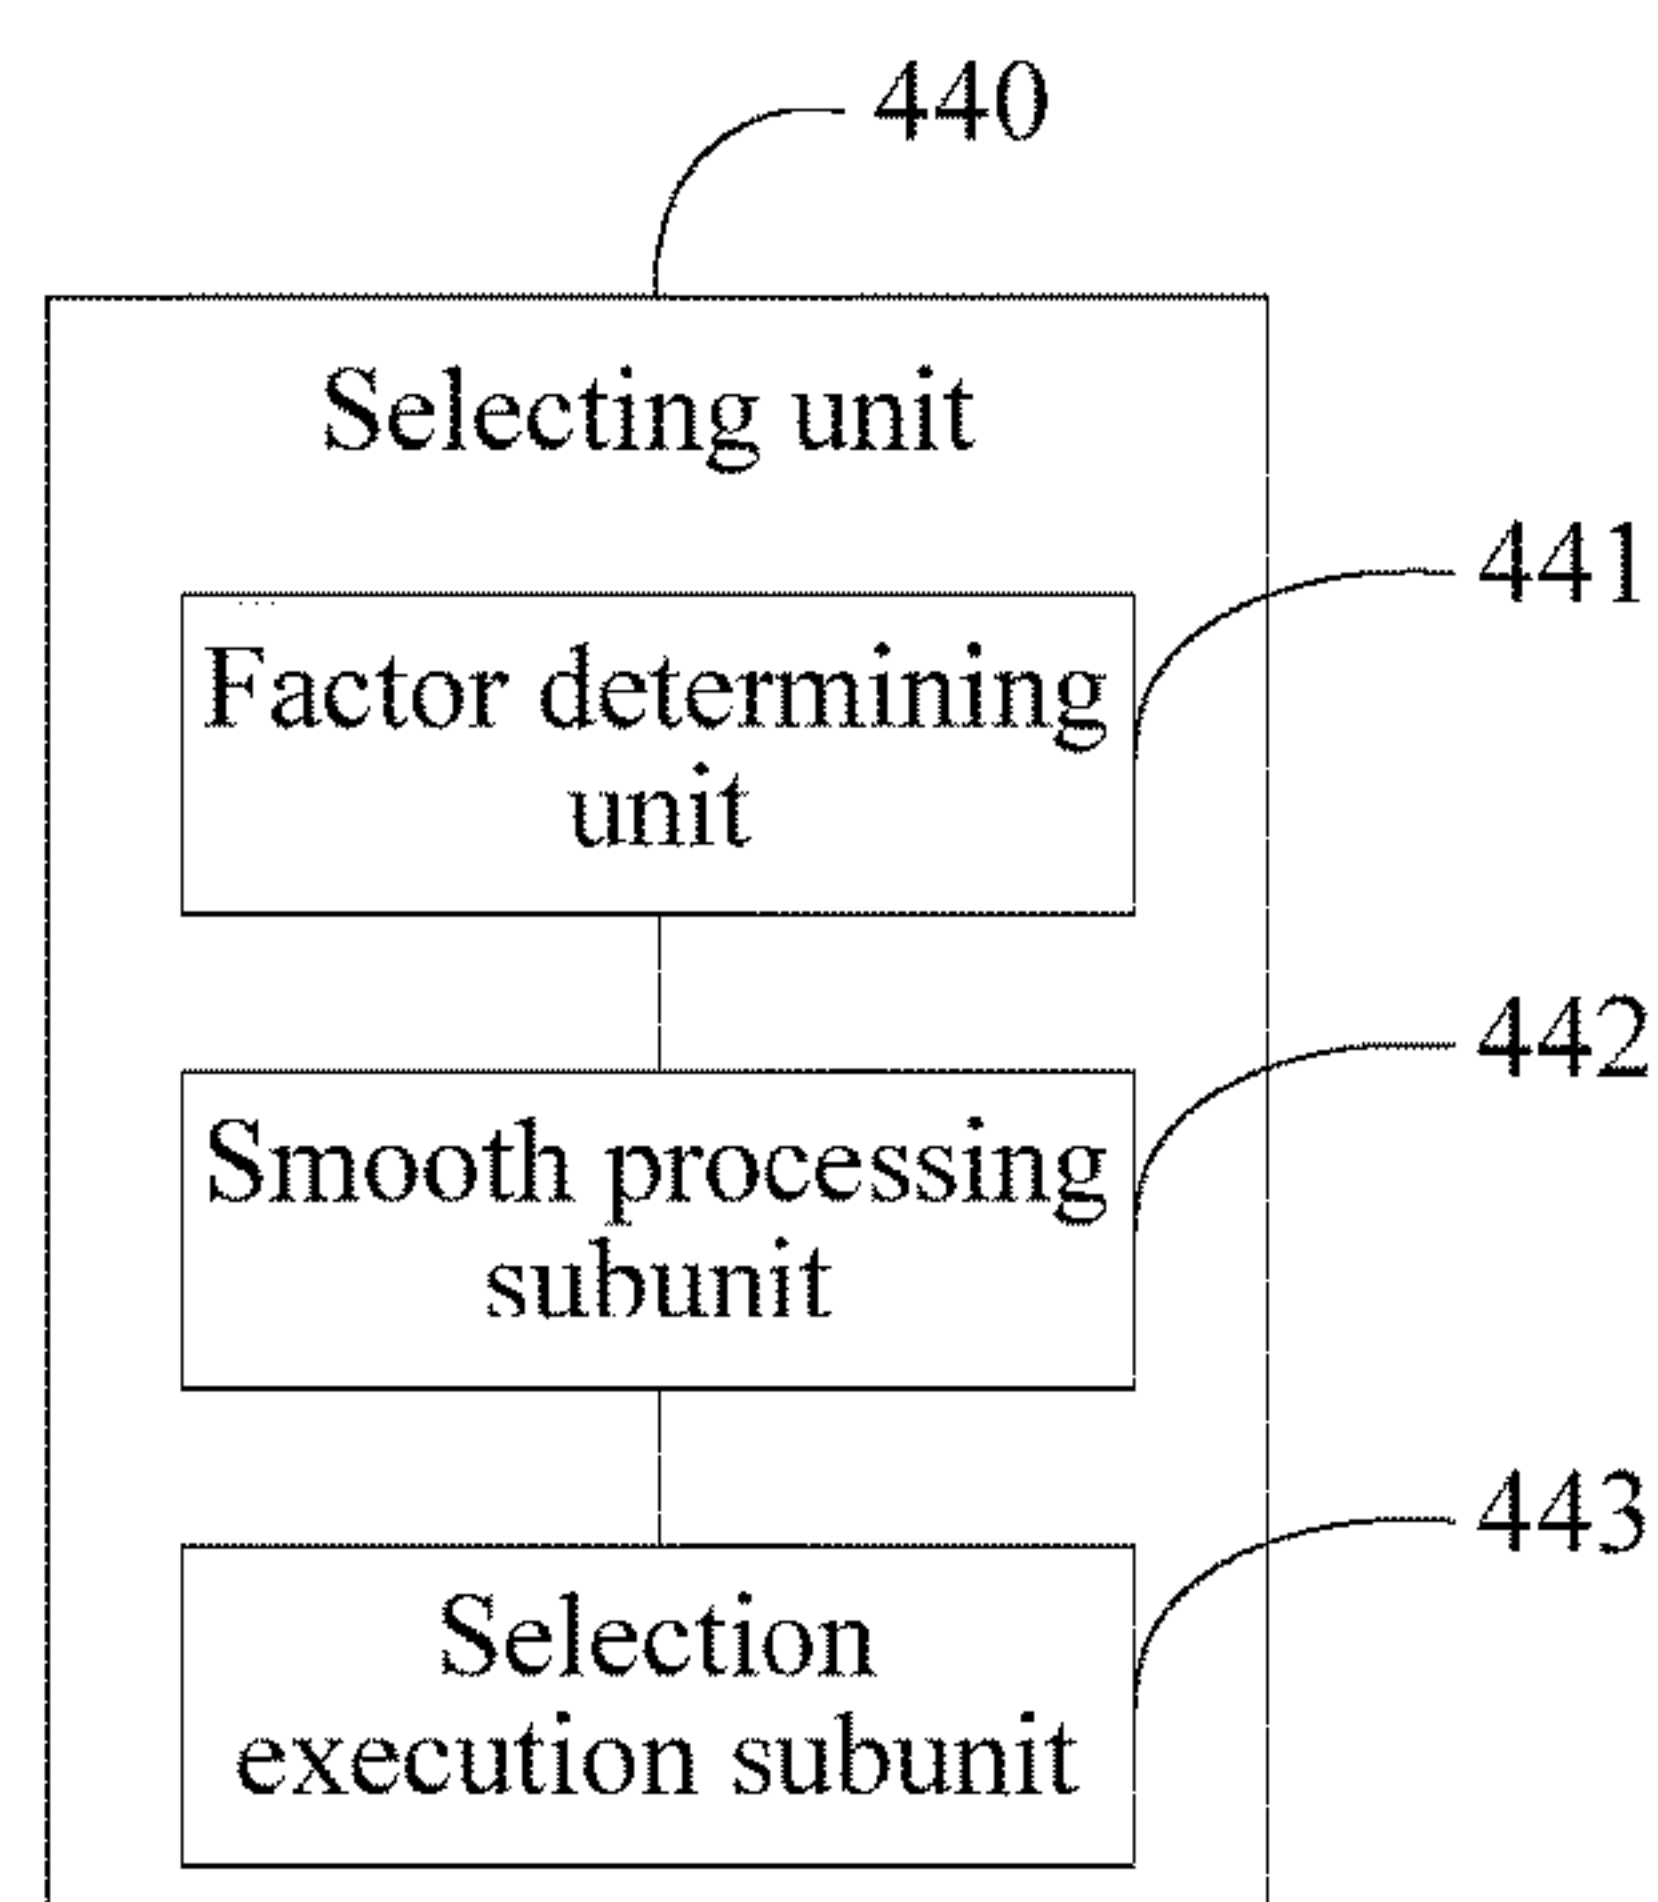 440
Selecting unit
441
Factor determining
unit
442
Smooth processing
subunit
443
Selection
execution subunit